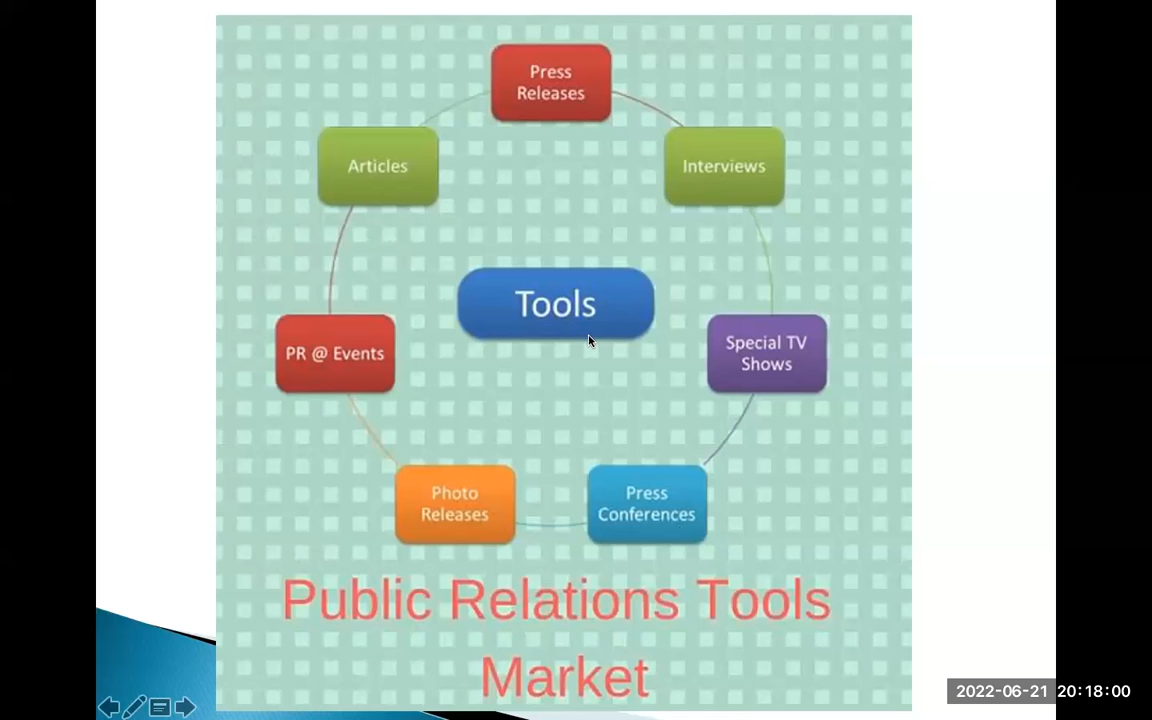 Press
Releases
Articles
Interviews
Tools
PR @ Events
Special TV
Shows
Photo
Releases
Press
Conferences
Public Relations Tools
Market
2022-06-21 20:18:00